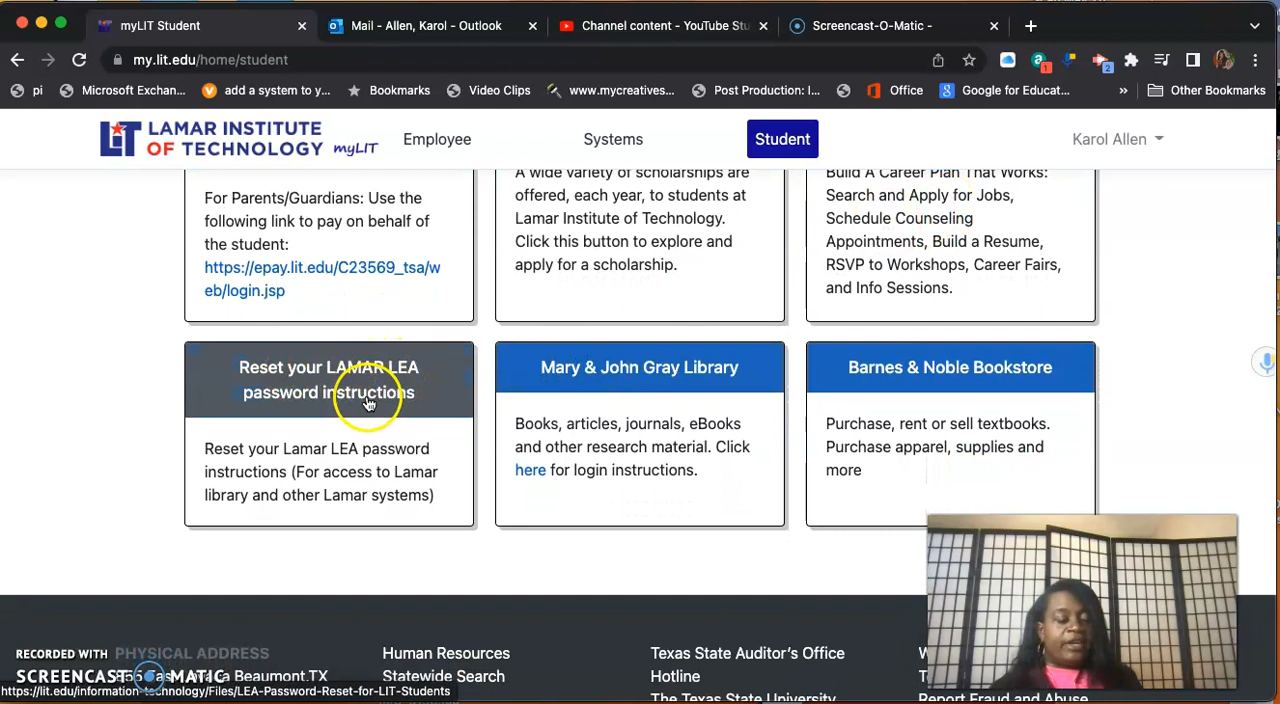 myLIT Student
Mail - Allen, Karol - Outlook
Channel content - YouTube Stu
Screencast-O-Matic -
my.lit.edu/home/student
1
2
pi
Microsoft Exchan...
add a system to y...
Bookmarks
Video Clips
www.mycreatives...
Post Production: I...
Office
Google for Educat...
»
Other Bookmarks
LIT LAMAR INSTITUTE
OF TECHNOLOGY myLIT
Employee
Systems
Student
Karol Allen
For Parents/Guardians: Use the
following link to pay on behalf of
the student:
https://epay.lit.edu/C23569_tsa/w
eb/login.jsp
A wide variety of scholarships are
offered, each year, to students at
Lamar Institute of Technology.
Click this button to explore and
apply for a scholarship.
Build A Career Plan That Works:
Search and Apply for Jobs,
Schedule Counseling
Appointments, Build a Resume,
RSVP to Workshops, Career Fairs,
and Info Sessions.
Reset your LAMAR LEA
password instructions
Reset your Lamar LEA password
instructions (For access to Lamar
library and other Lamar systems)
Mary & John Gray Library
Books, articles, journals, eBooks
and other research material. Click
here for login instructions.
Barnes & Noble Bookstore
Purchase, rent or sell textbooks.
Purchase apparel, supplies and
more
RECORDED WITH
SCREENCAST MATIC
PHYSICAL ADDRESS
Beaumont,TX
Human Resources
Statewide Search
Texas State Auditor's Office
Hotline
The Texas State University
Report Fraud and Abuse
https://lit.edu/information-technology/Files/LEA-Password-Reset-for-LIT-Students